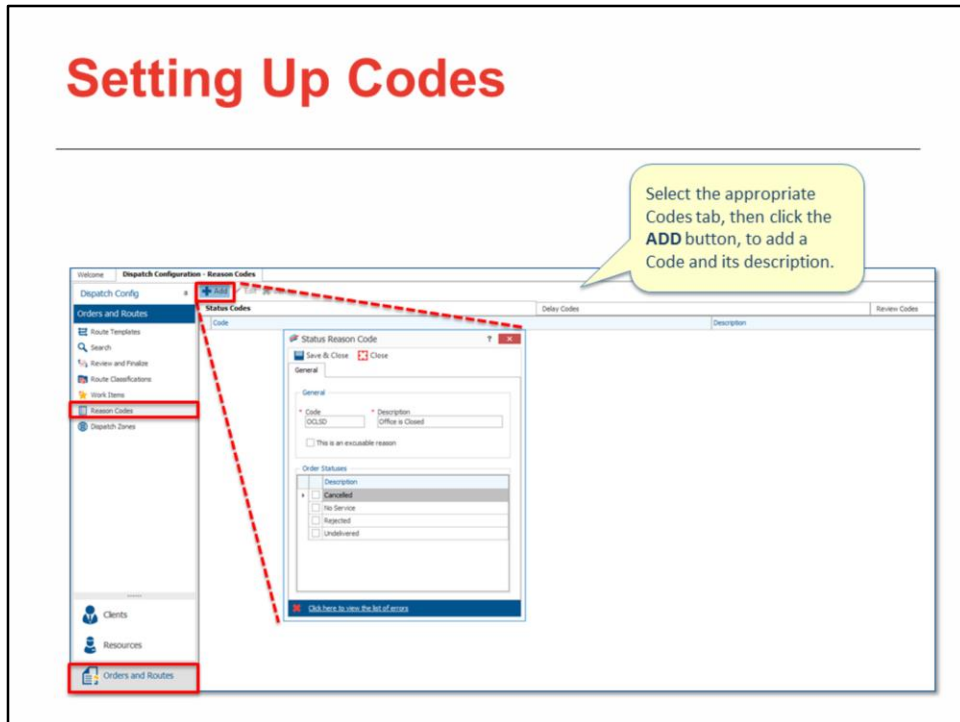 Setting Up Codes
Select the appropriate
Codes tab, then click the
ADD button, to add a
Code and its description.
Welcome
Dispatch Configuration - Reason Codes
Dispatch Config
Add
Orders and Routes
Route Templates
Search
Review and Finalize
Route Classifications
Work Items
Reason Codes
Dispatch Zones
Clients
Resources
Orders and Routes
Status Codes
Delay Codes
Review Codes
Code
Description
Status Reason Code
?
Save & Close
Close
General
General
* Code
* Description
OCLSD
Office is Closed
This is an excusable reason
Order Statuses
Description
Cancelled
No Service
Rejected
Undelivered
Click here to view the list of errors